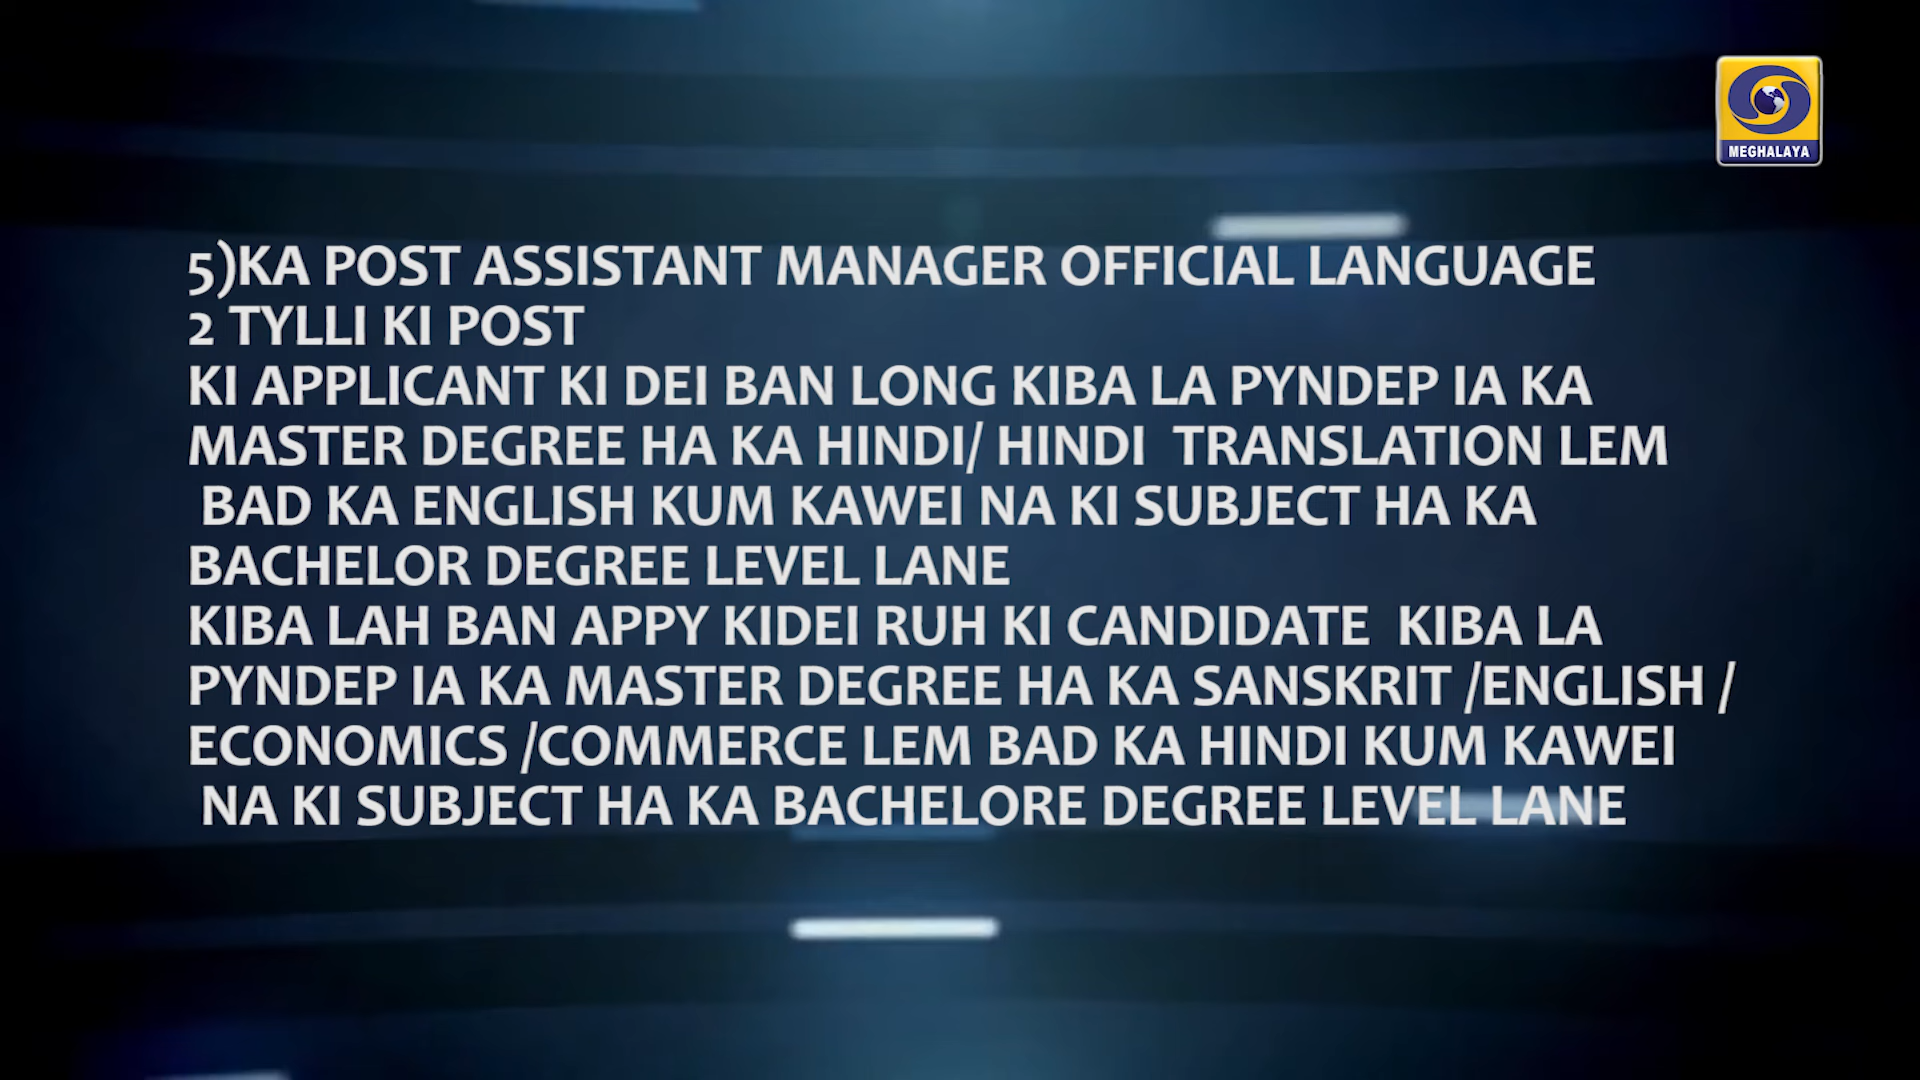 MEGHALAYA
5)KA POST ASSISTANT MANAGER OFFICIAL LANGUAGE
2 TYLLI KI POST
KI APPLICANT KI DEI BAN LONG KIBA LA PYNDEP IA KA
MASTER DEGREE HA KA HINDI/ HINDI TRANSLATION LEM
BAD KA ENGLISH KUM KAWEI NA KI SUBJECT HA KA
BACHELOR DEGREE LEVEL LANE
KIBA LAH BAN APPY KIDEI RUH KI CANDIDATE KIBA LA
PYNDEP IA KA MASTER DEGREE HA KA SANSKRIT /ENGLISH /
ECONOMICS /COMMERCE LEM BAD KA HINDI KUM KAWEI
NA KI SUBJECT HA KA BACHELORE DEGREE LEVEL LANE